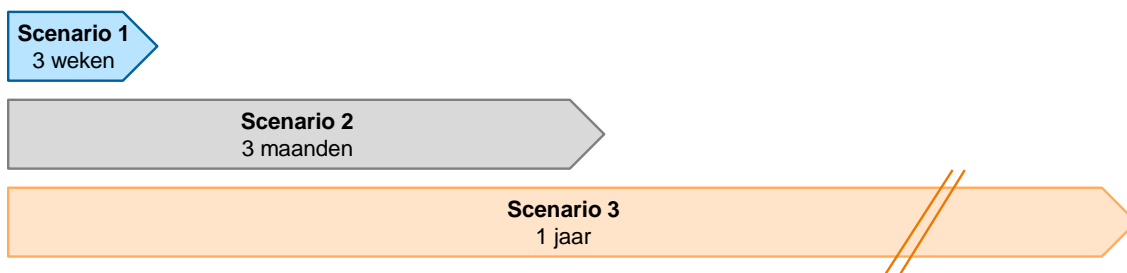 Scenario 1
3 weken
Scenario 2
3 maanden
Scenario 3
1 jaar